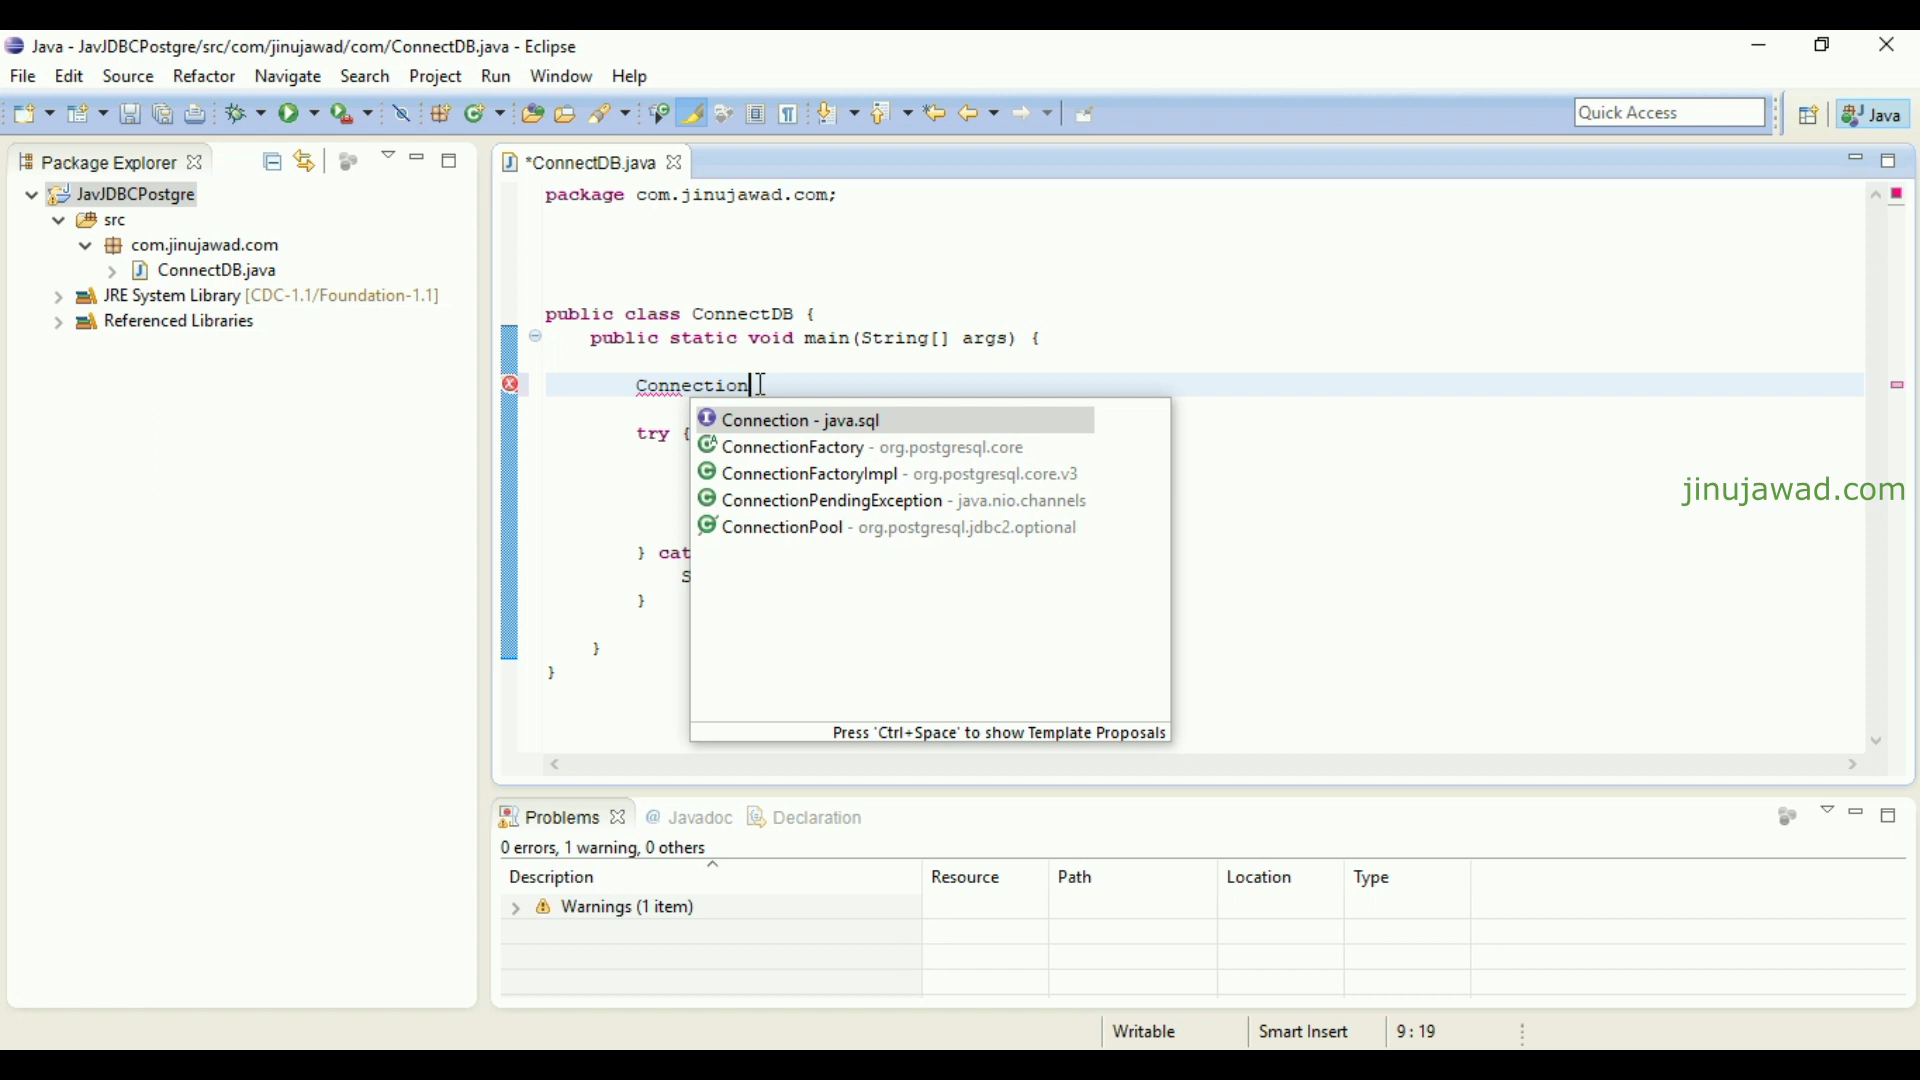 Java - JavJDBCPostgre/src/com/jinujawad/com/ConnectDB.java - Eclipse
File Edit Source Refactor Navigate Search Project Run Window Help
Quick Access
Java
Package Explorer
JavJDBCPostgre
src
com.jinujawad.com
ConnectDB.java
JRE System Library [CDC-1.1/Foundation-1.1]
Referenced Libraries
*ConnectDB.java
package com.jinujawad.com;
public class ConnectDB {
public static void main(String[] args) {
Connection
try {
} cat
S
}
}
}
Connection - java.sql
ConnectionFactory - org.postgresql.core
ConnectionFactoryImpl - org.postgresql.core.v3
ConnectionPendingException - java.nio.channels
ConnectionPool - org.postgresql.jdbc2.optional
Press 'Ctrl+Space' to show Template Proposals
jinujawad.com
Problems @ Javadoc Declaration
0 errors, 1 warning, 0 others
Description Resource Path Location Type
Warnings (1 item)
Writable Smart Insert 9 : 19